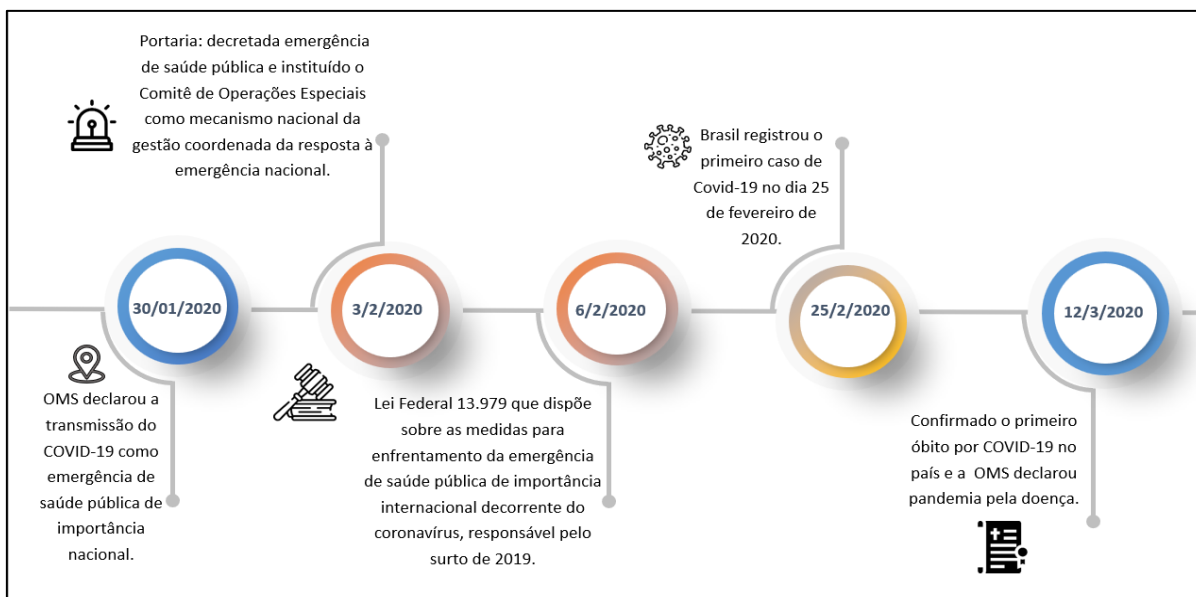 Portaria: decretada emergência
de saúde pública e instituído o
Comitê de Operações Especiais
como mecanismo nacional da
gestão coordenada da resposta à
emergência nacional.
Brasil registrou o
primeiro caso de
Covid-19 no dia 25
de fevereiro de
2020.
30/01/2020
3/2/2020
6/2/2020
25/2/2020
12/3/2020
OMS declarou a
transmissão do
COVID-19 como
emergência de
saúde pública de
importância
nacional.
Lei Federal 13.979 que dispõe
sobre as medidas para
enfrentamento da emergência
de saúde pública de importância
internacional decorrente do
coronavírus, responsável pelo
surto de 2019.
Confirmado o primeiro
óbito por COVID-19 no
país e a OMS declarou
pandemia pela doença.